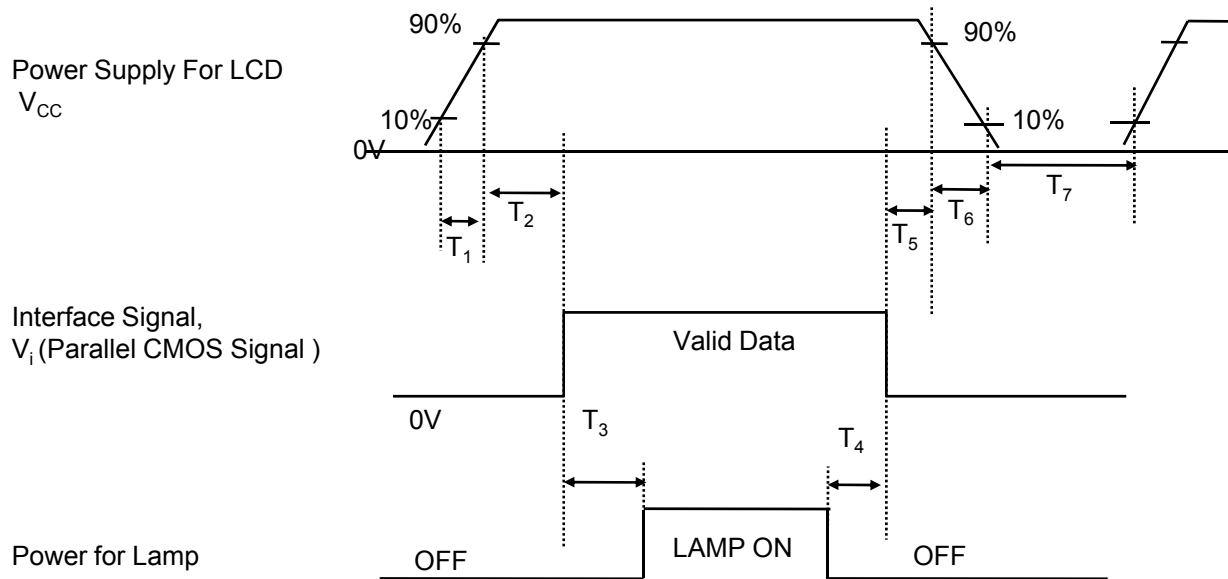 90%
90%
Power Supply For LCD
V_CC
10%
10%
0V
T_1
T_2
T_5
T_6
T_7
Interface Signal,
V_i (Parallel CMOS Signal )
Valid Data
0V
T_3
T_4
Power for Lamp
OFF
LAMP ON
OFF